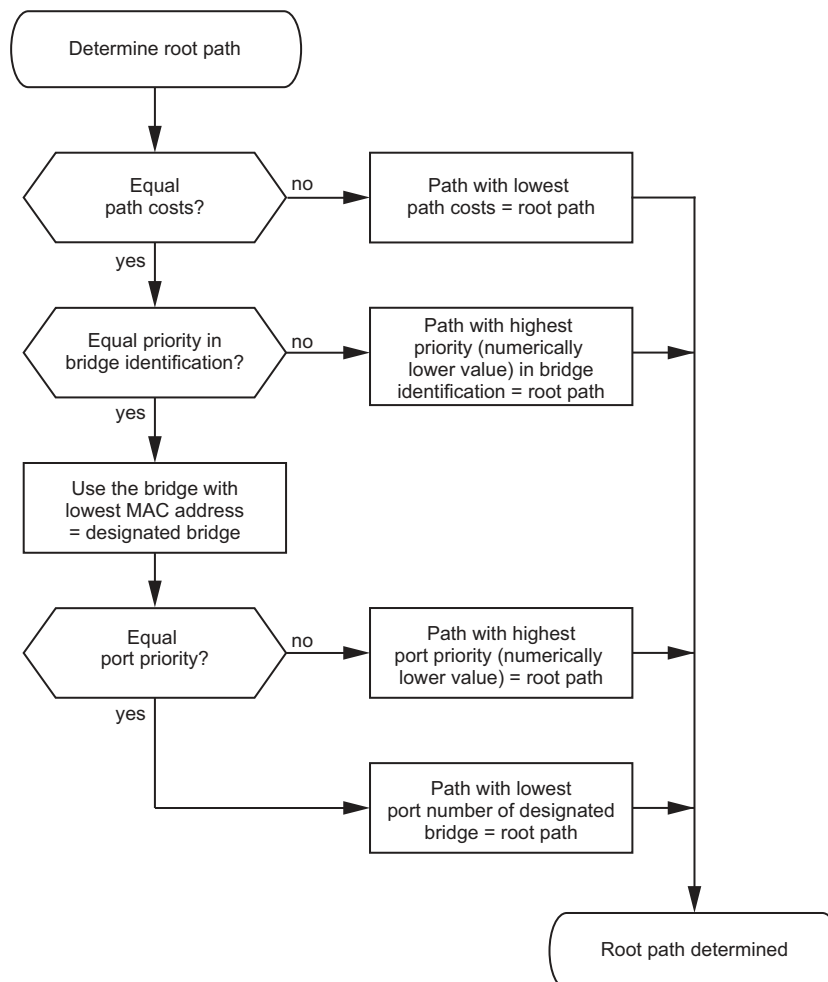 Determine root path
Equal
path costs?
no
Path with lowest
path costs = root path
yes
Equal priority in
bridge identification?
no
Path with highest
priority (numerically
lower value) in bridge
identification = root path
yes
Use the bridge with
lowest MAC address
= designated bridge
Equal
port priority?
no
Path with highest
port priority (numerically
lower value) = root path
yes
Path with lowest
port number of designated
bridge = root path
Root path determined